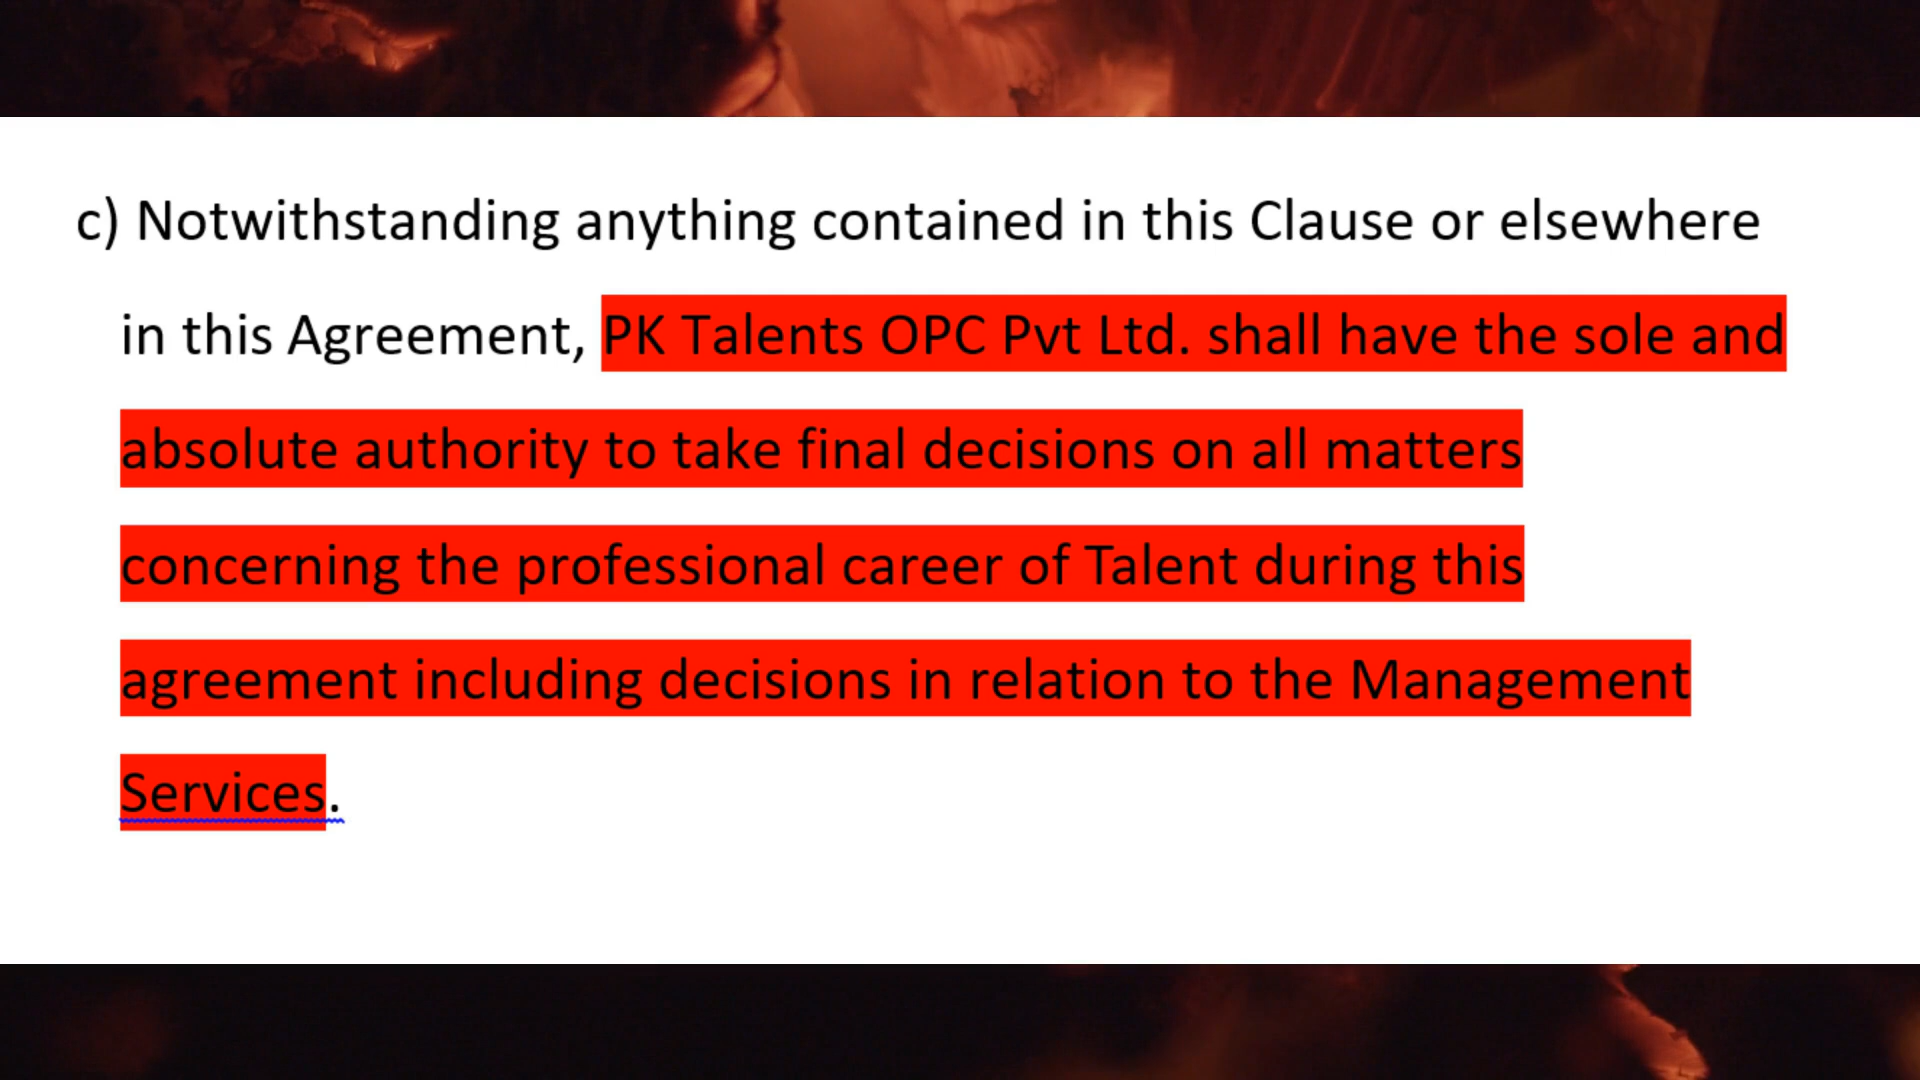 c) Notwithstanding anything contained in this Clause or elsewhere
in this Agreement, PK Talents OPC Pvt Ltd. shall have the sole and
absolute authority to take final decisions on all matters
concerning the professional career of Talent during this
agreement including decisions in relation to the Management
Services.